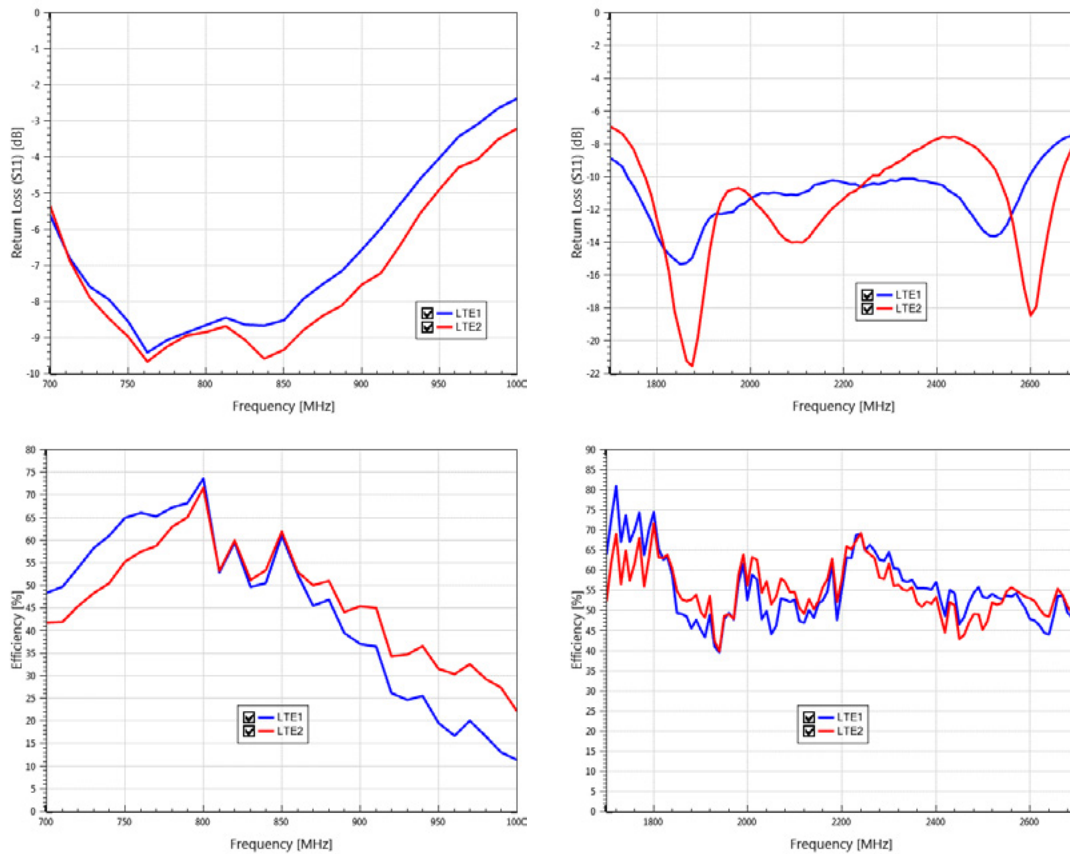 0
-1
-2
-3
-4
-5
-6
-7
-8
-9
-10
Return Loss (S11) [dB]
LTE1
LTE2
700 750 800 850 900 950 1000
Frequency [MHz]
0
-2
-4
-6
-8
-10
-12
-14
-16
-18
-20
-22
Return Loss (S11) [dB]
LTE1
LTE2
1800 2000 2200 2400 2600
Frequency [MHz]
80
75
70
65
60
55
50
45
40
35
30
25
20
15
10
5
0
Efficiency [%]
LTE1
LTE2
700 750 800 850 900 950 1000
Frequency [MHz]
90
85
80
75
70
65
60
55
50
45
40
35
30
25
20
15
10
5
0
Efficiency [%]
LTE1
LTE2
1800 2000 2200 2400 2600
Frequency [MHz]